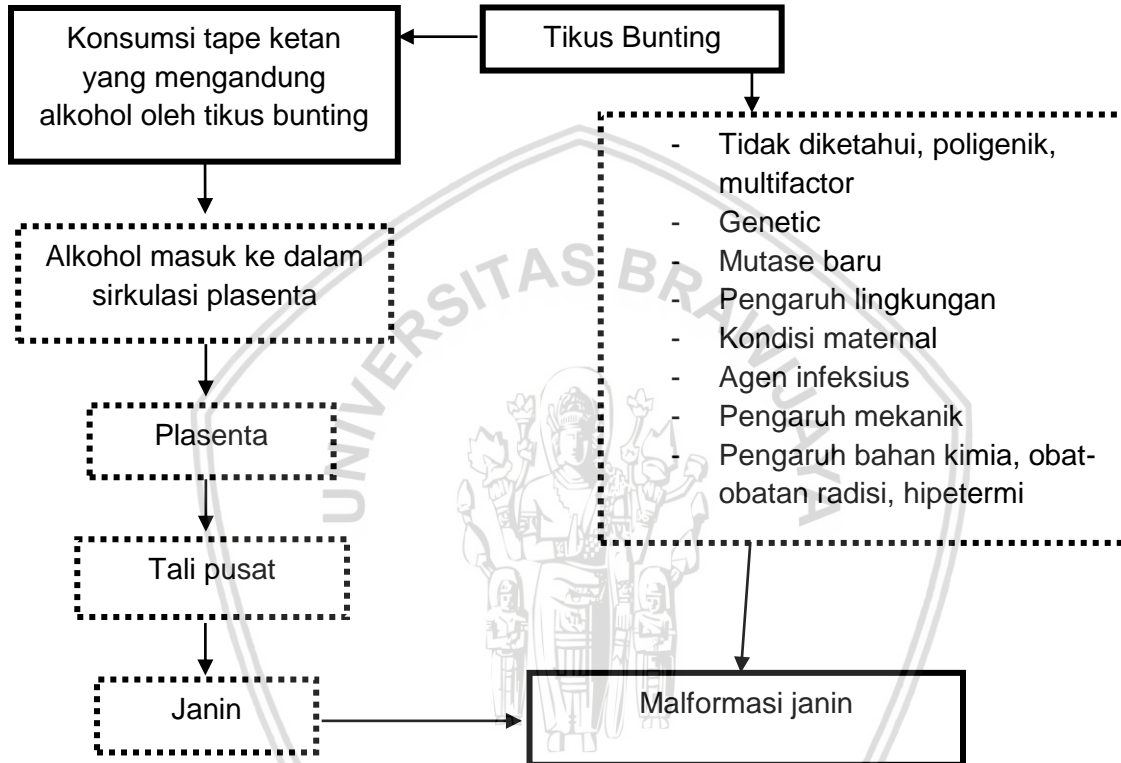 Konsumsi tape ketan
yang mengandung
alkohol oleh tikus bunting
Tikus Bunting
- Tidak diketahui, poligenik,
multifactor
- Genetic
- Mutase baru
- Pengaruh lingkungan
- Kondisi maternal
- Agen infeksius
- Pengaruh mekanik
- Pengaruh bahan kimia, obat-
obatan radisi, hipetermi
Alkohol masuk ke dalam
sirkulasi plasenta
Plasenta
Tali pusat
Janin
Malformasi janin
UNIVERSITAS BRAWIJAYA